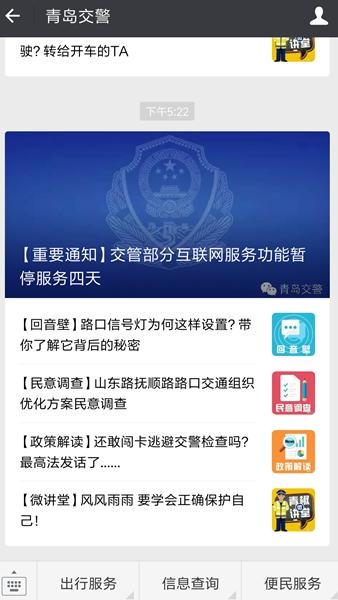 青岛交警
驶? 转给开车的TA
讲堂
下午5:22
【重要通知】交管部分互联网服务功能暂
停服务四天
青岛交警
【回音壁】路口信号灯为何这样设置? 带
你了解它背后的秘密
回音壁
【民意调查】山东路抚顺路路口交通组织
优化方案民意调查
民意调查
【政策解读】还敢闯卡逃避交警检查吗?
最高法发话了......
政策解读
【微讲堂】风风雨雨 要学会正确保护自
己!
讲堂
出行服务
信息查询
便民服务